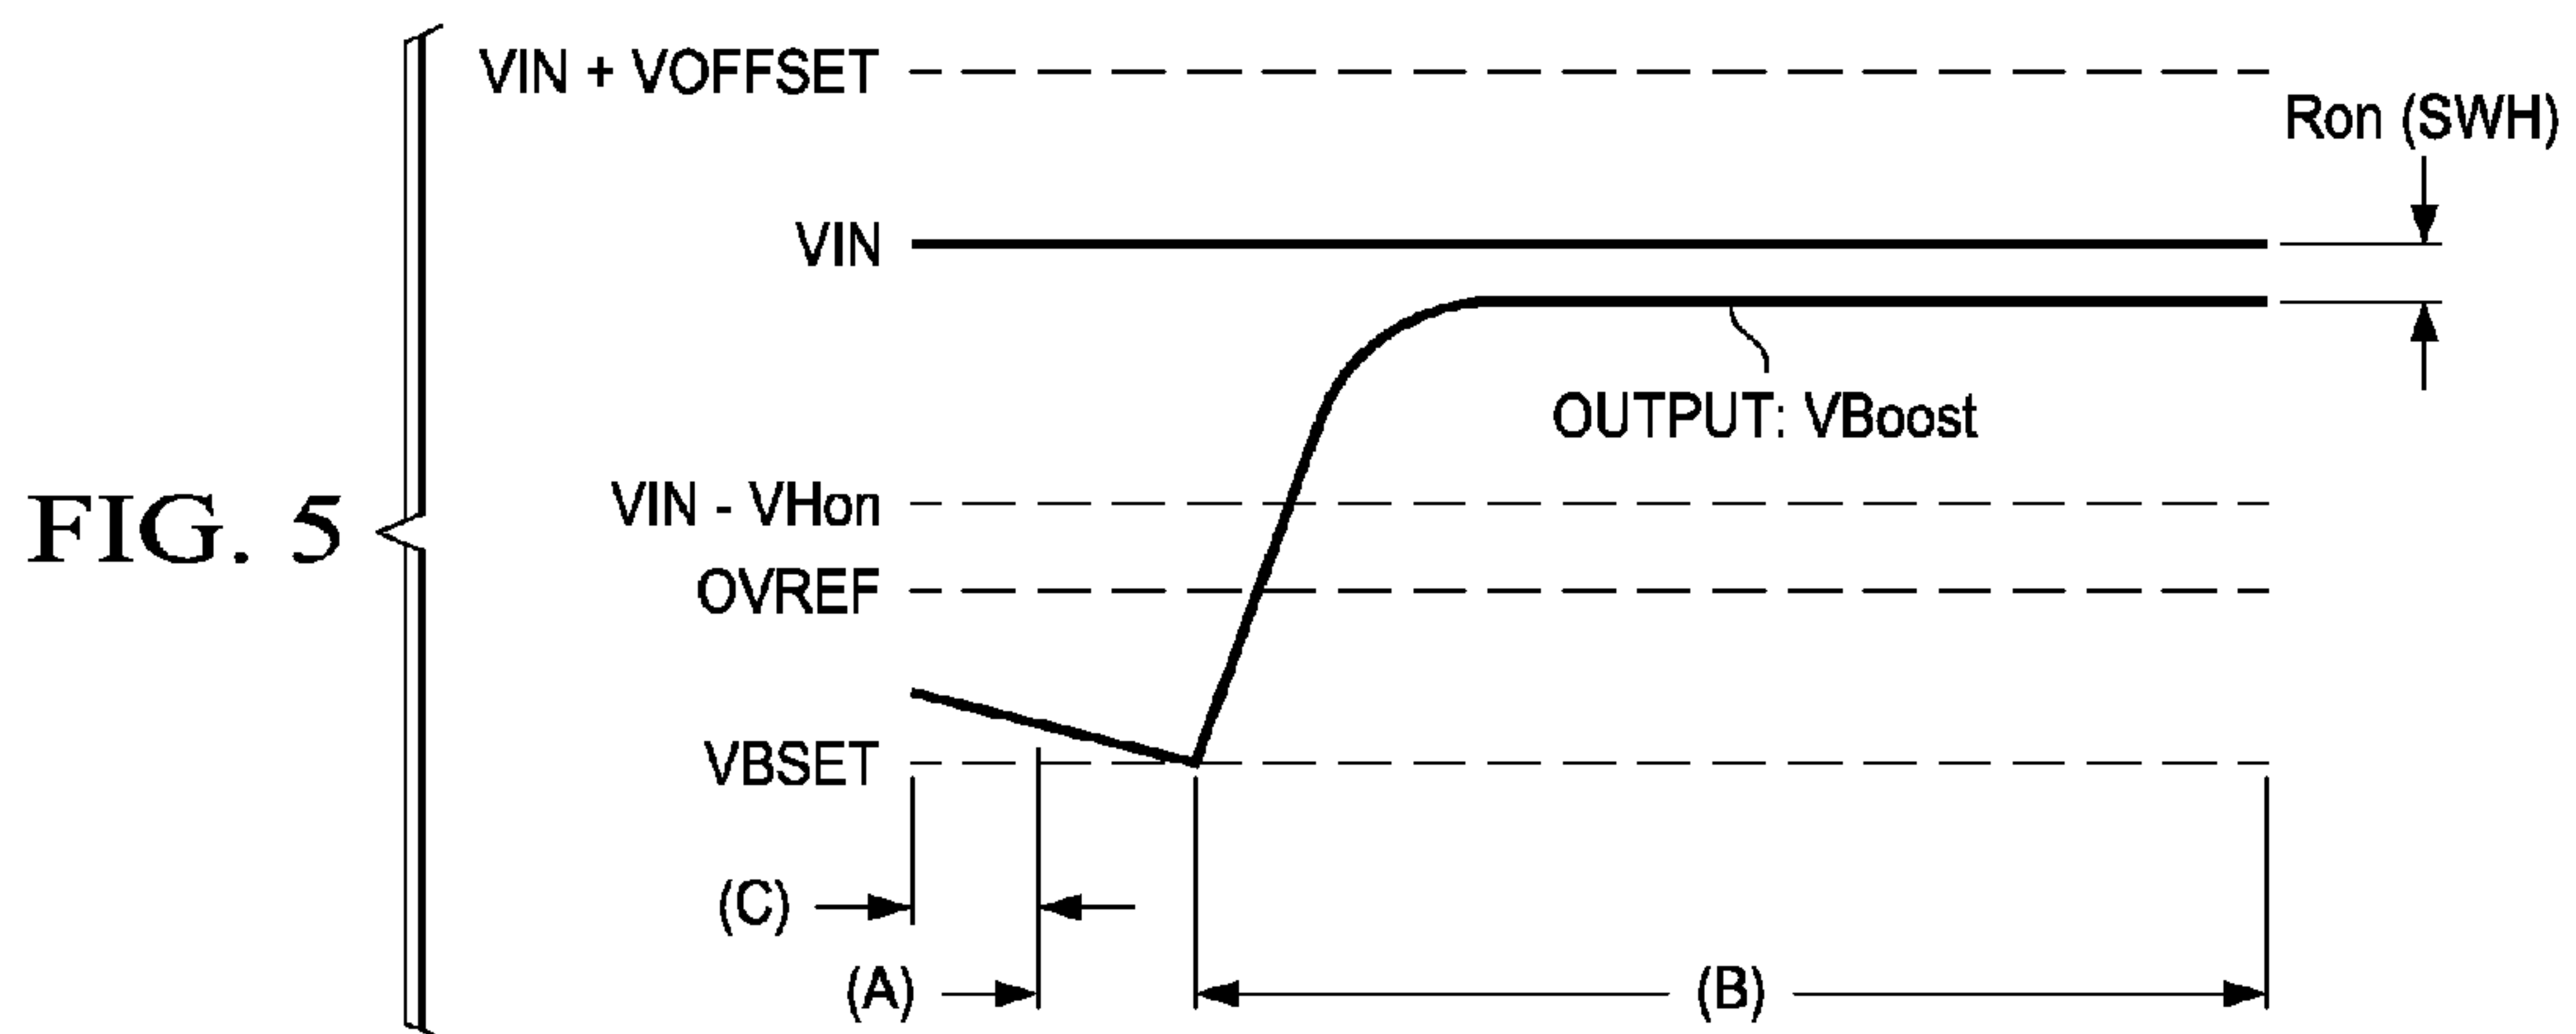 VIN + VOFFSET
Ron (SWH)
VIN
OUTPUT: VBoost
VIN - VHon
FIG. 5
OVREF
VBSET
(C)
(A)
(B)